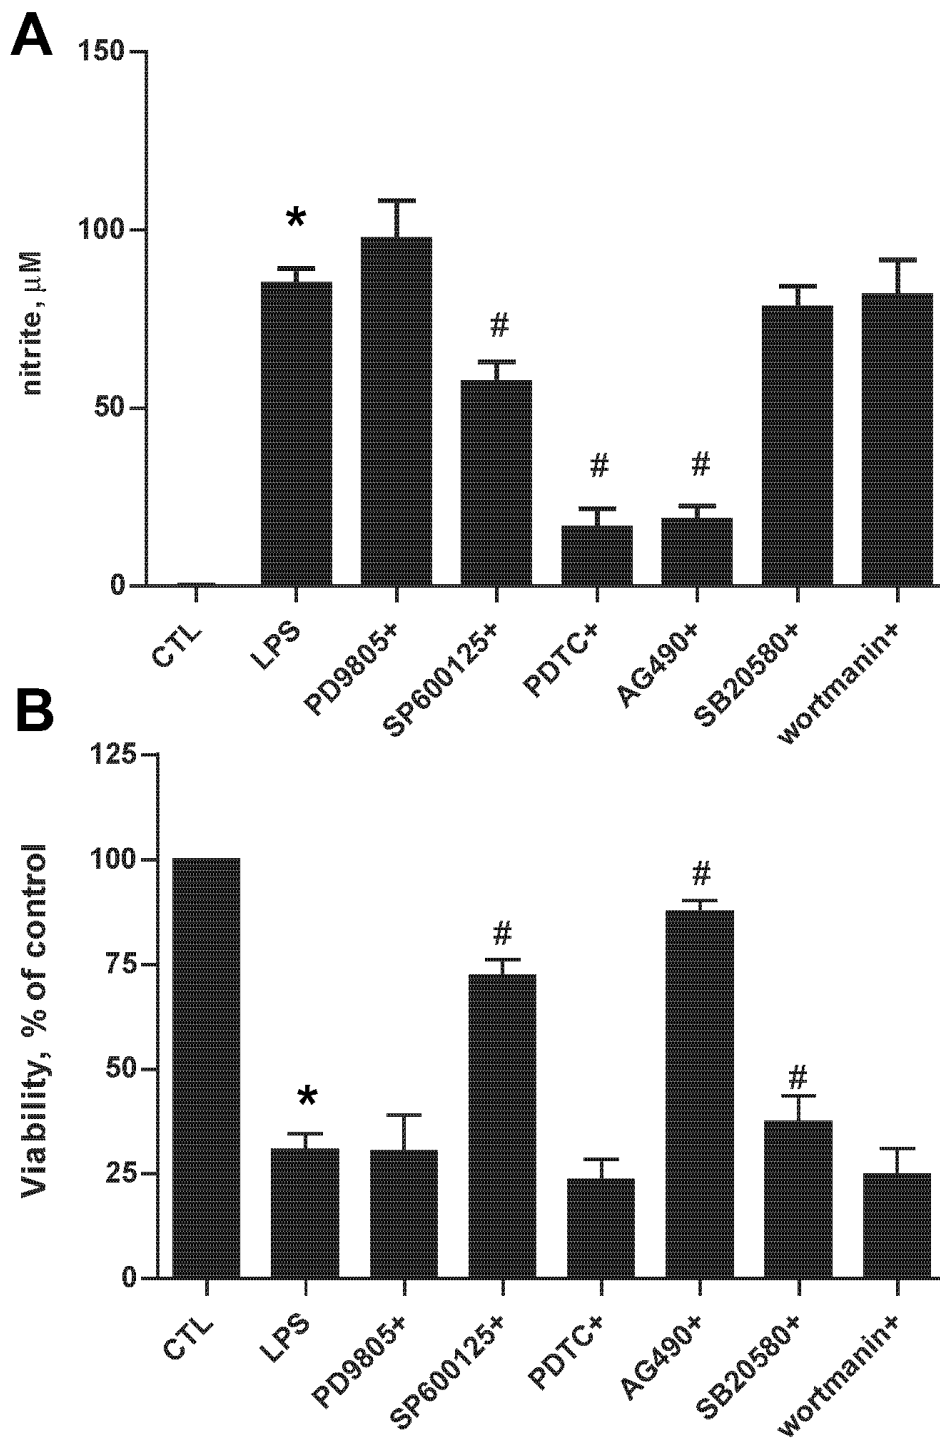 A
150
100
50
0
nitrite, μM
*
#
#
#
CTL
LPS
PD9805+
SP600125+
PDTC+
AG490+
SB20580+
wortmanin+
B
125
100
75
50
25
0
Viability, % of control
*
#
#
#
CTL
LPS
PD9805+
SP600125+
PDTC+
AG490+
SB20580+
wortmanin+